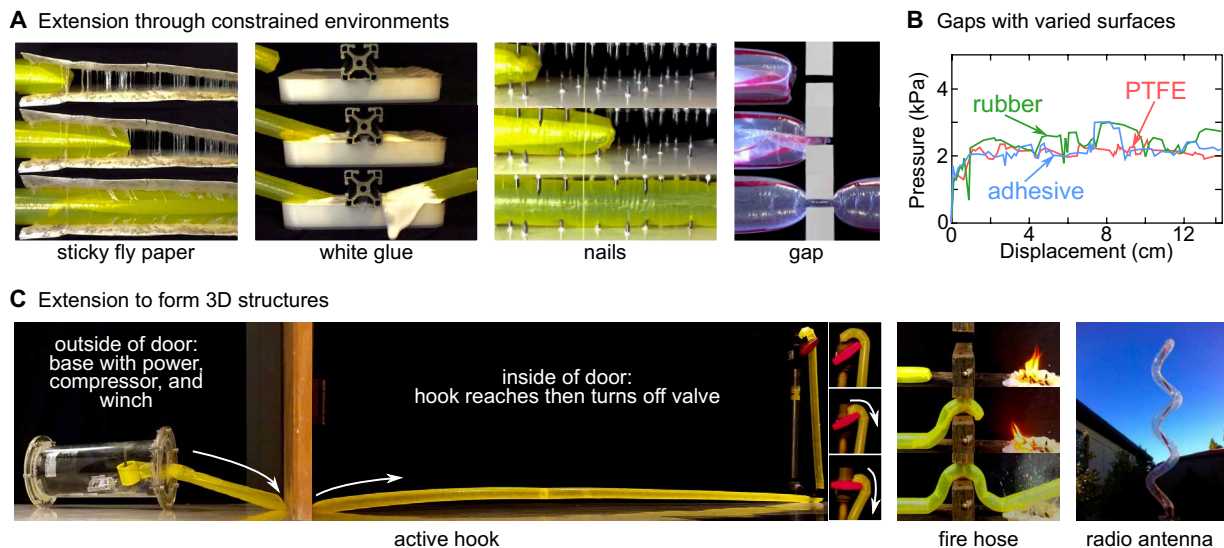 A Extension through constrained environments
sticky fly paper
white glue
nails
gap
B Gaps with varied surfaces
Pressure (kPa)
4
2
0
rubber
PTFE
adhesive
0 4 8 12
Displacement (cm)
C Extension to form 3D structures
outside of door:
base with power,
compressor, and
winch
inside of door:
hook reaches then turns off valve
active hook
fire hose
radio antenna